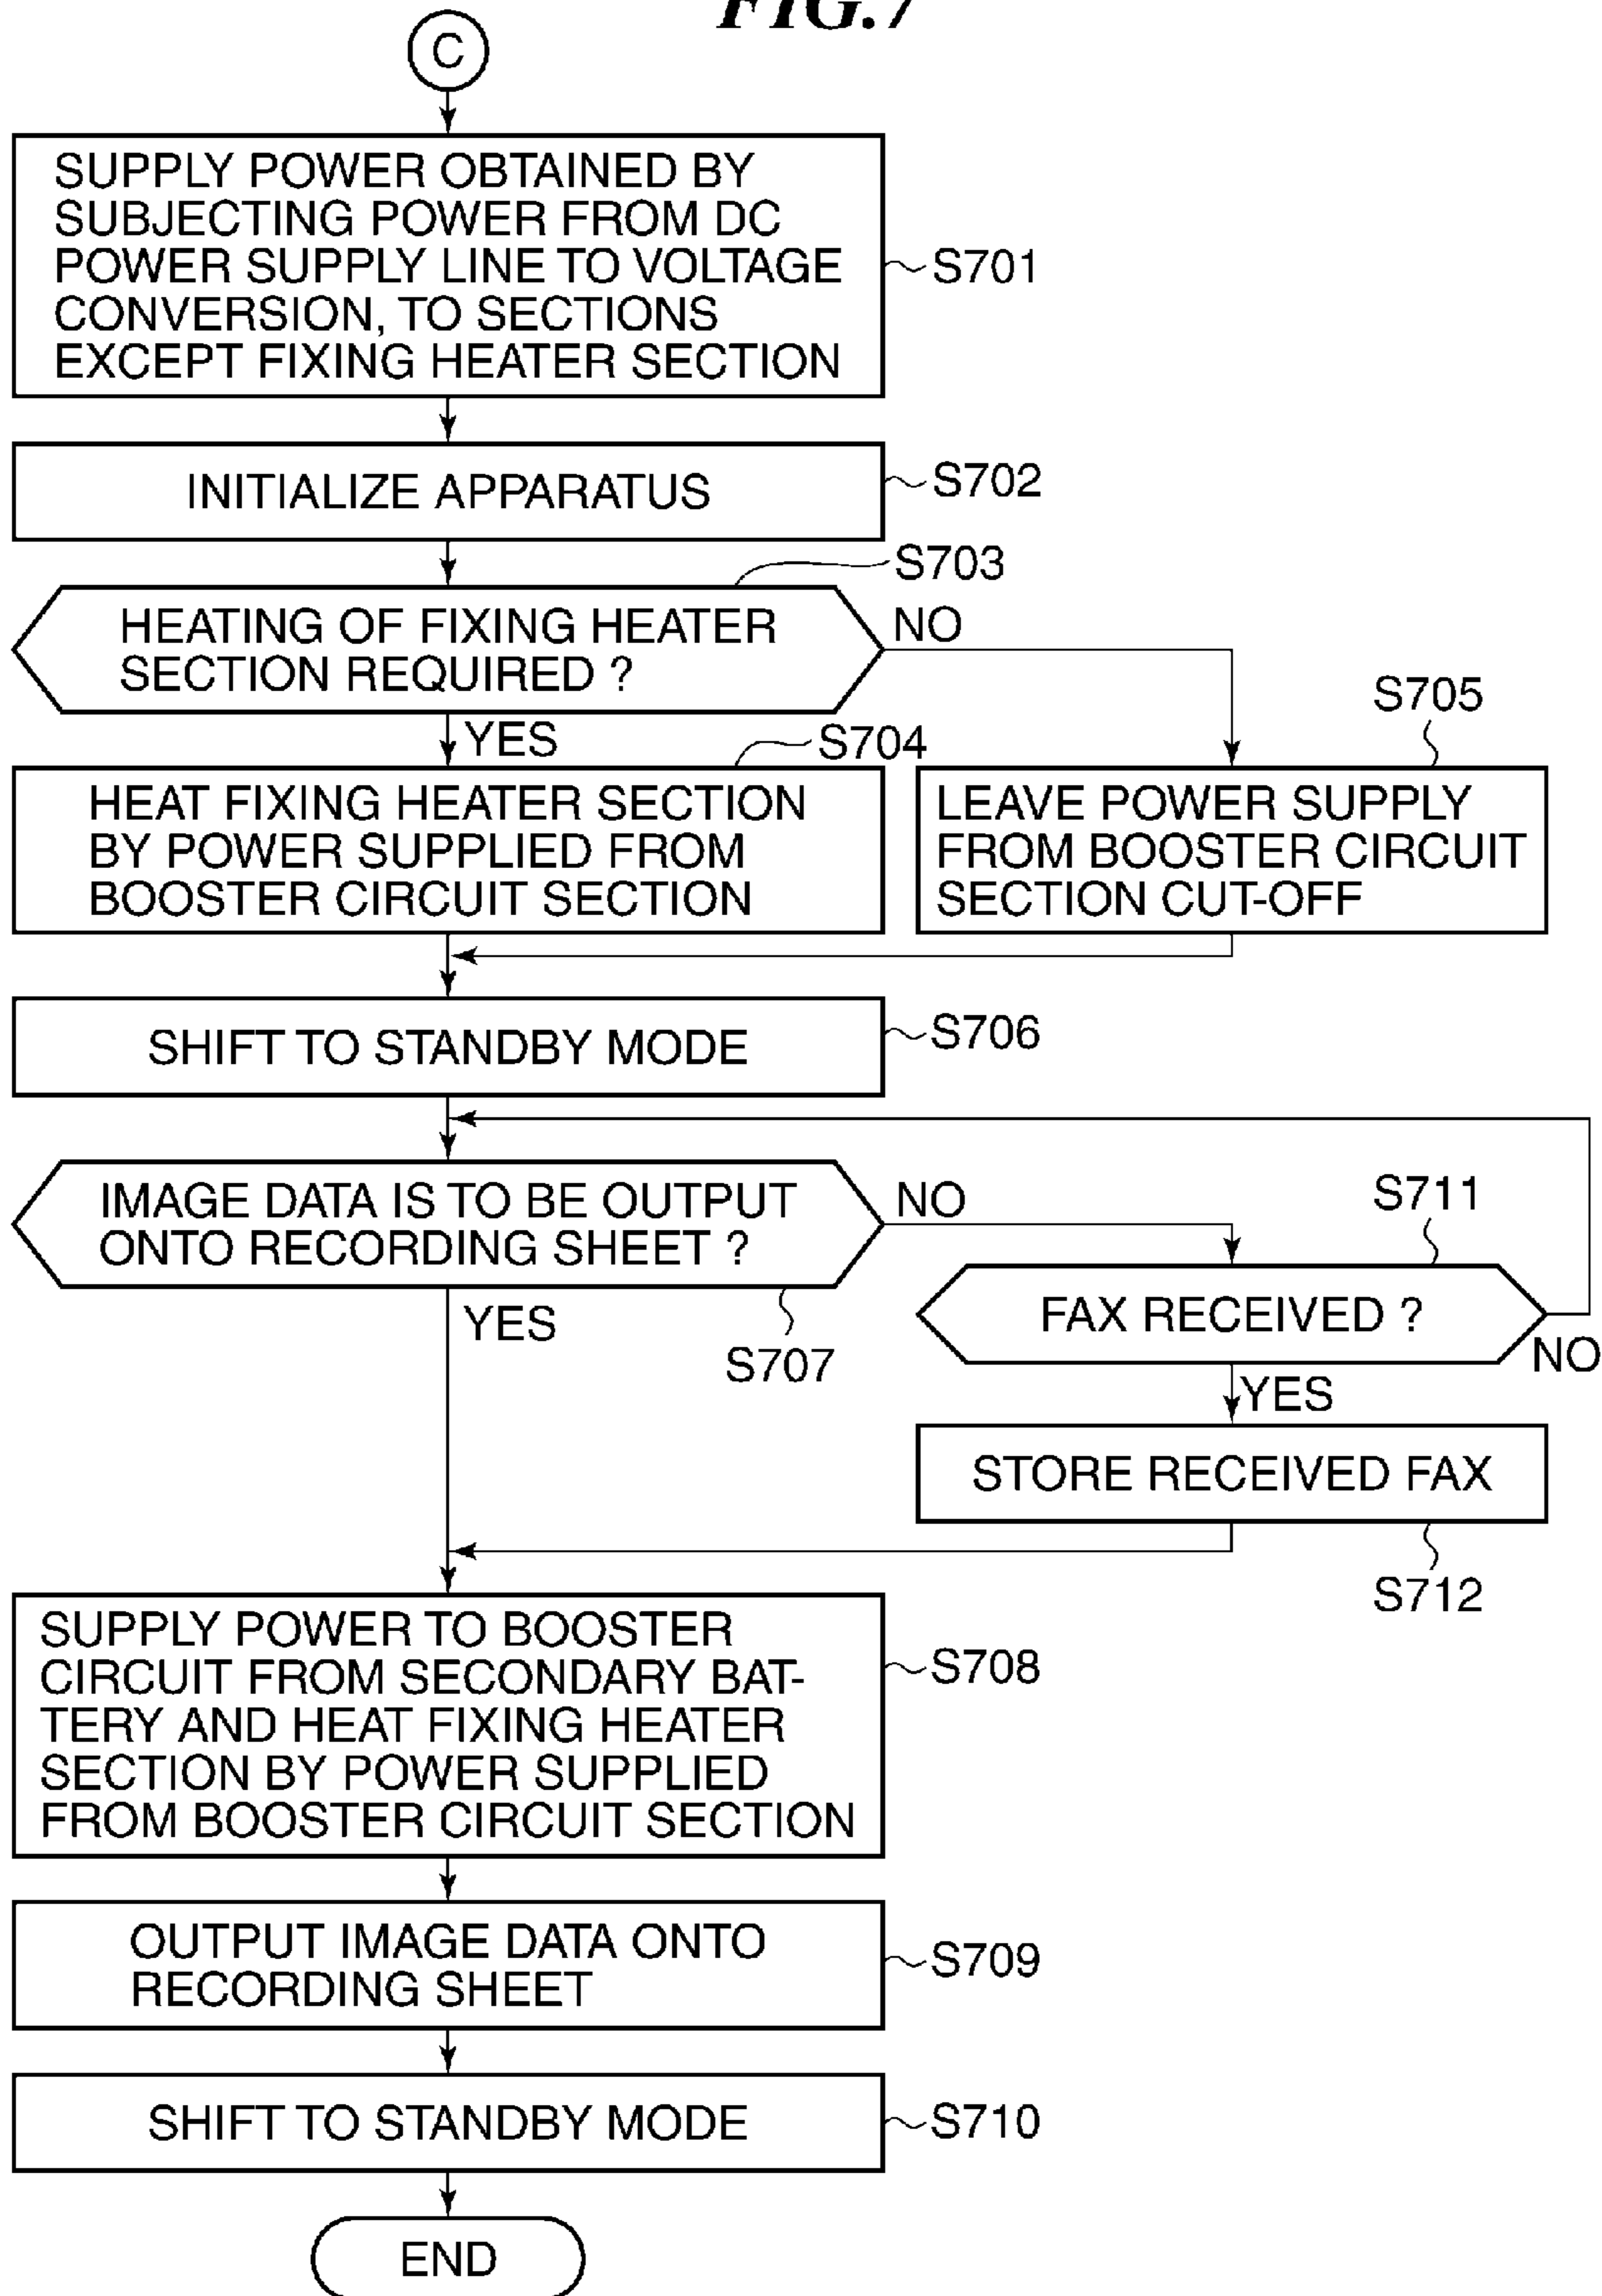 FIG.7
C
SUPPLY POWER OBTAINED BY
SUBJECTING POWER FROM DC
POWER SUPPLY LINE TO VOLTAGE
CONVERSION, TO SECTIONS
EXCEPT FIXING HEATER SECTION
S701
INITIALIZE APPARATUS
S702
S703
HEATING OF FIXING HEATER
SECTION REQUIRED ?
NO
YES
S704
S705
HEAT FIXING HEATER SECTION
BY POWER SUPPLIED FROM
BOOSTER CIRCUIT SECTION
LEAVE POWER SUPPLY
FROM BOOSTER CIRCUIT
SECTION CUT-OFF
SHIFT TO STANDBY MODE
S706
IMAGE DATA IS TO BE OUTPUT
ONTO RECORDING SHEET ?
NO
YES
S707
S711
FAX RECEIVED ?
NO
YES
STORE RECEIVED FAX
S712
SUPPLY POWER TO BOOSTER
CIRCUIT FROM SECONDARY BAT-
TERY AND HEAT FIXING HEATER
SECTION BY POWER SUPPLIED
FROM BOOSTER CIRCUIT SECTION
S708
OUTPUT IMAGE DATA ONTO
RECORDING SHEET
S709
SHIFT TO STANDBY MODE
S710
END